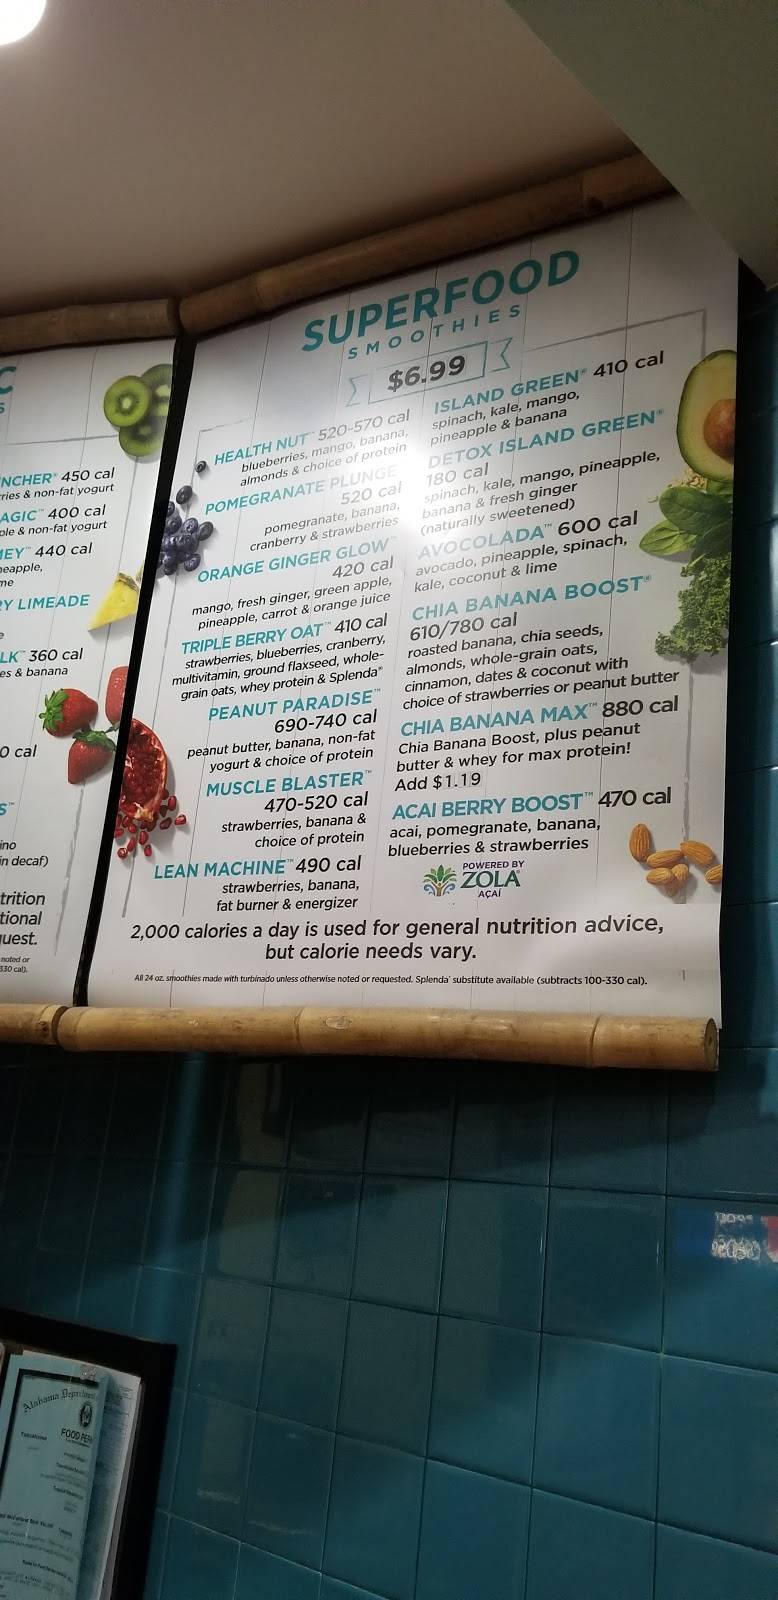 C
S
NCHER® 450 cal
ries & non-fat yogurt
AGIC™ 400 cal
ple & non-fat yogurt
EY™ 440 cal
eapple,
me
Y LIMEADE
e
LK™ 360 cal
es & banana
0 cal
S™
ino
in decaf)
trition
tional
uest.
noted or
330 cal).
SUPERFOOD
SMOOTHIES
$6.99
HEALTH NUT™ 520-570 cal
blueberries, mango, banana,
almonds & choice of protein
POMEGRANATE PLUNGE
520 cal
pomegranate, banana,
cranberry & strawberries
ORANGE GINGER GLOW™
420 cal
mango, fresh ginger, green apple,
pineapple, carrot & orange juice
TRIPLE BERRY OAT™ 410 cal
strawberries, blueberries, cranberry,
multivitamin, ground flaxseed, whole-
grain oats, whey protein & Splenda®
PEANUT PARADISE™
690-740 cal
peanut butter, banana, non-fat
yogurt & choice of protein
MUSCLE BLASTER™
470-520 cal
strawberries, banana &
choice of protein
LEAN MACHINE™ 490 cal
strawberries, banana,
fat burner & energizer
ISLAND GREEN® 410 cal
spinach, kale, mango,
pineapple & banana
DETOX ISLAND GREEN®
180 cal
spinach, kale, mango, pineapple,
banana & fresh ginger
(naturally sweetened)
AVOCOLADA™ 600 cal
avocado, pineapple, spinach,
kale, coconut & lime
CHIA BANANA BOOST®
610/780 cal
roasted banana, chia seeds,
almonds, whole-grain oats,
cinnamon, dates & coconut with
choice of strawberries or peanut butter
CHIA BANANA MAX™ 880 cal
Chia Banana Boost, plus peanut
butter & whey for max protein!
Add $1.19
ACAI BERRY BOOST™ 470 cal
acai, pomegranate, banana,
blueberries & strawberries
POWERED BY
ZOLA
AÇAÍ
2,000 calories a day is used for general nutrition advice,
but calorie needs vary.
All 24 oz. smoothies made with turbinado unless otherwise noted or requested. Splenda® substitute available (subtracts 100-330 cal).
Alabama Depart
FOOD PER